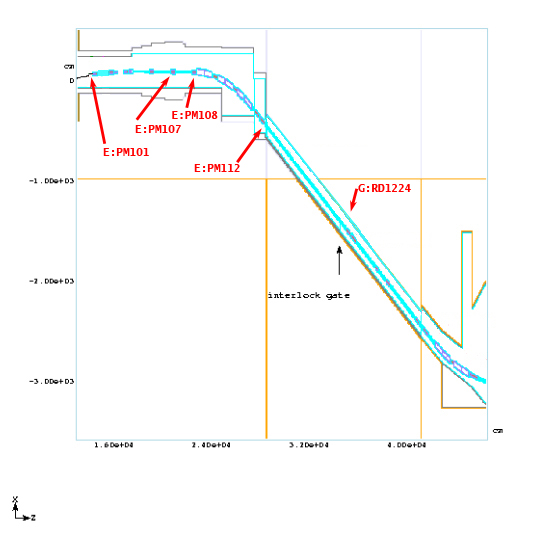 cm
0
E:PM108
E:PM107
E:PM101
E:PM112
-1.00e+03
G:RD1224
-2.00e+03
interlock gate
-3.00e+03
cm
1.60e+04 2.40e+04 3.20e+04 4.00e+04
x
z